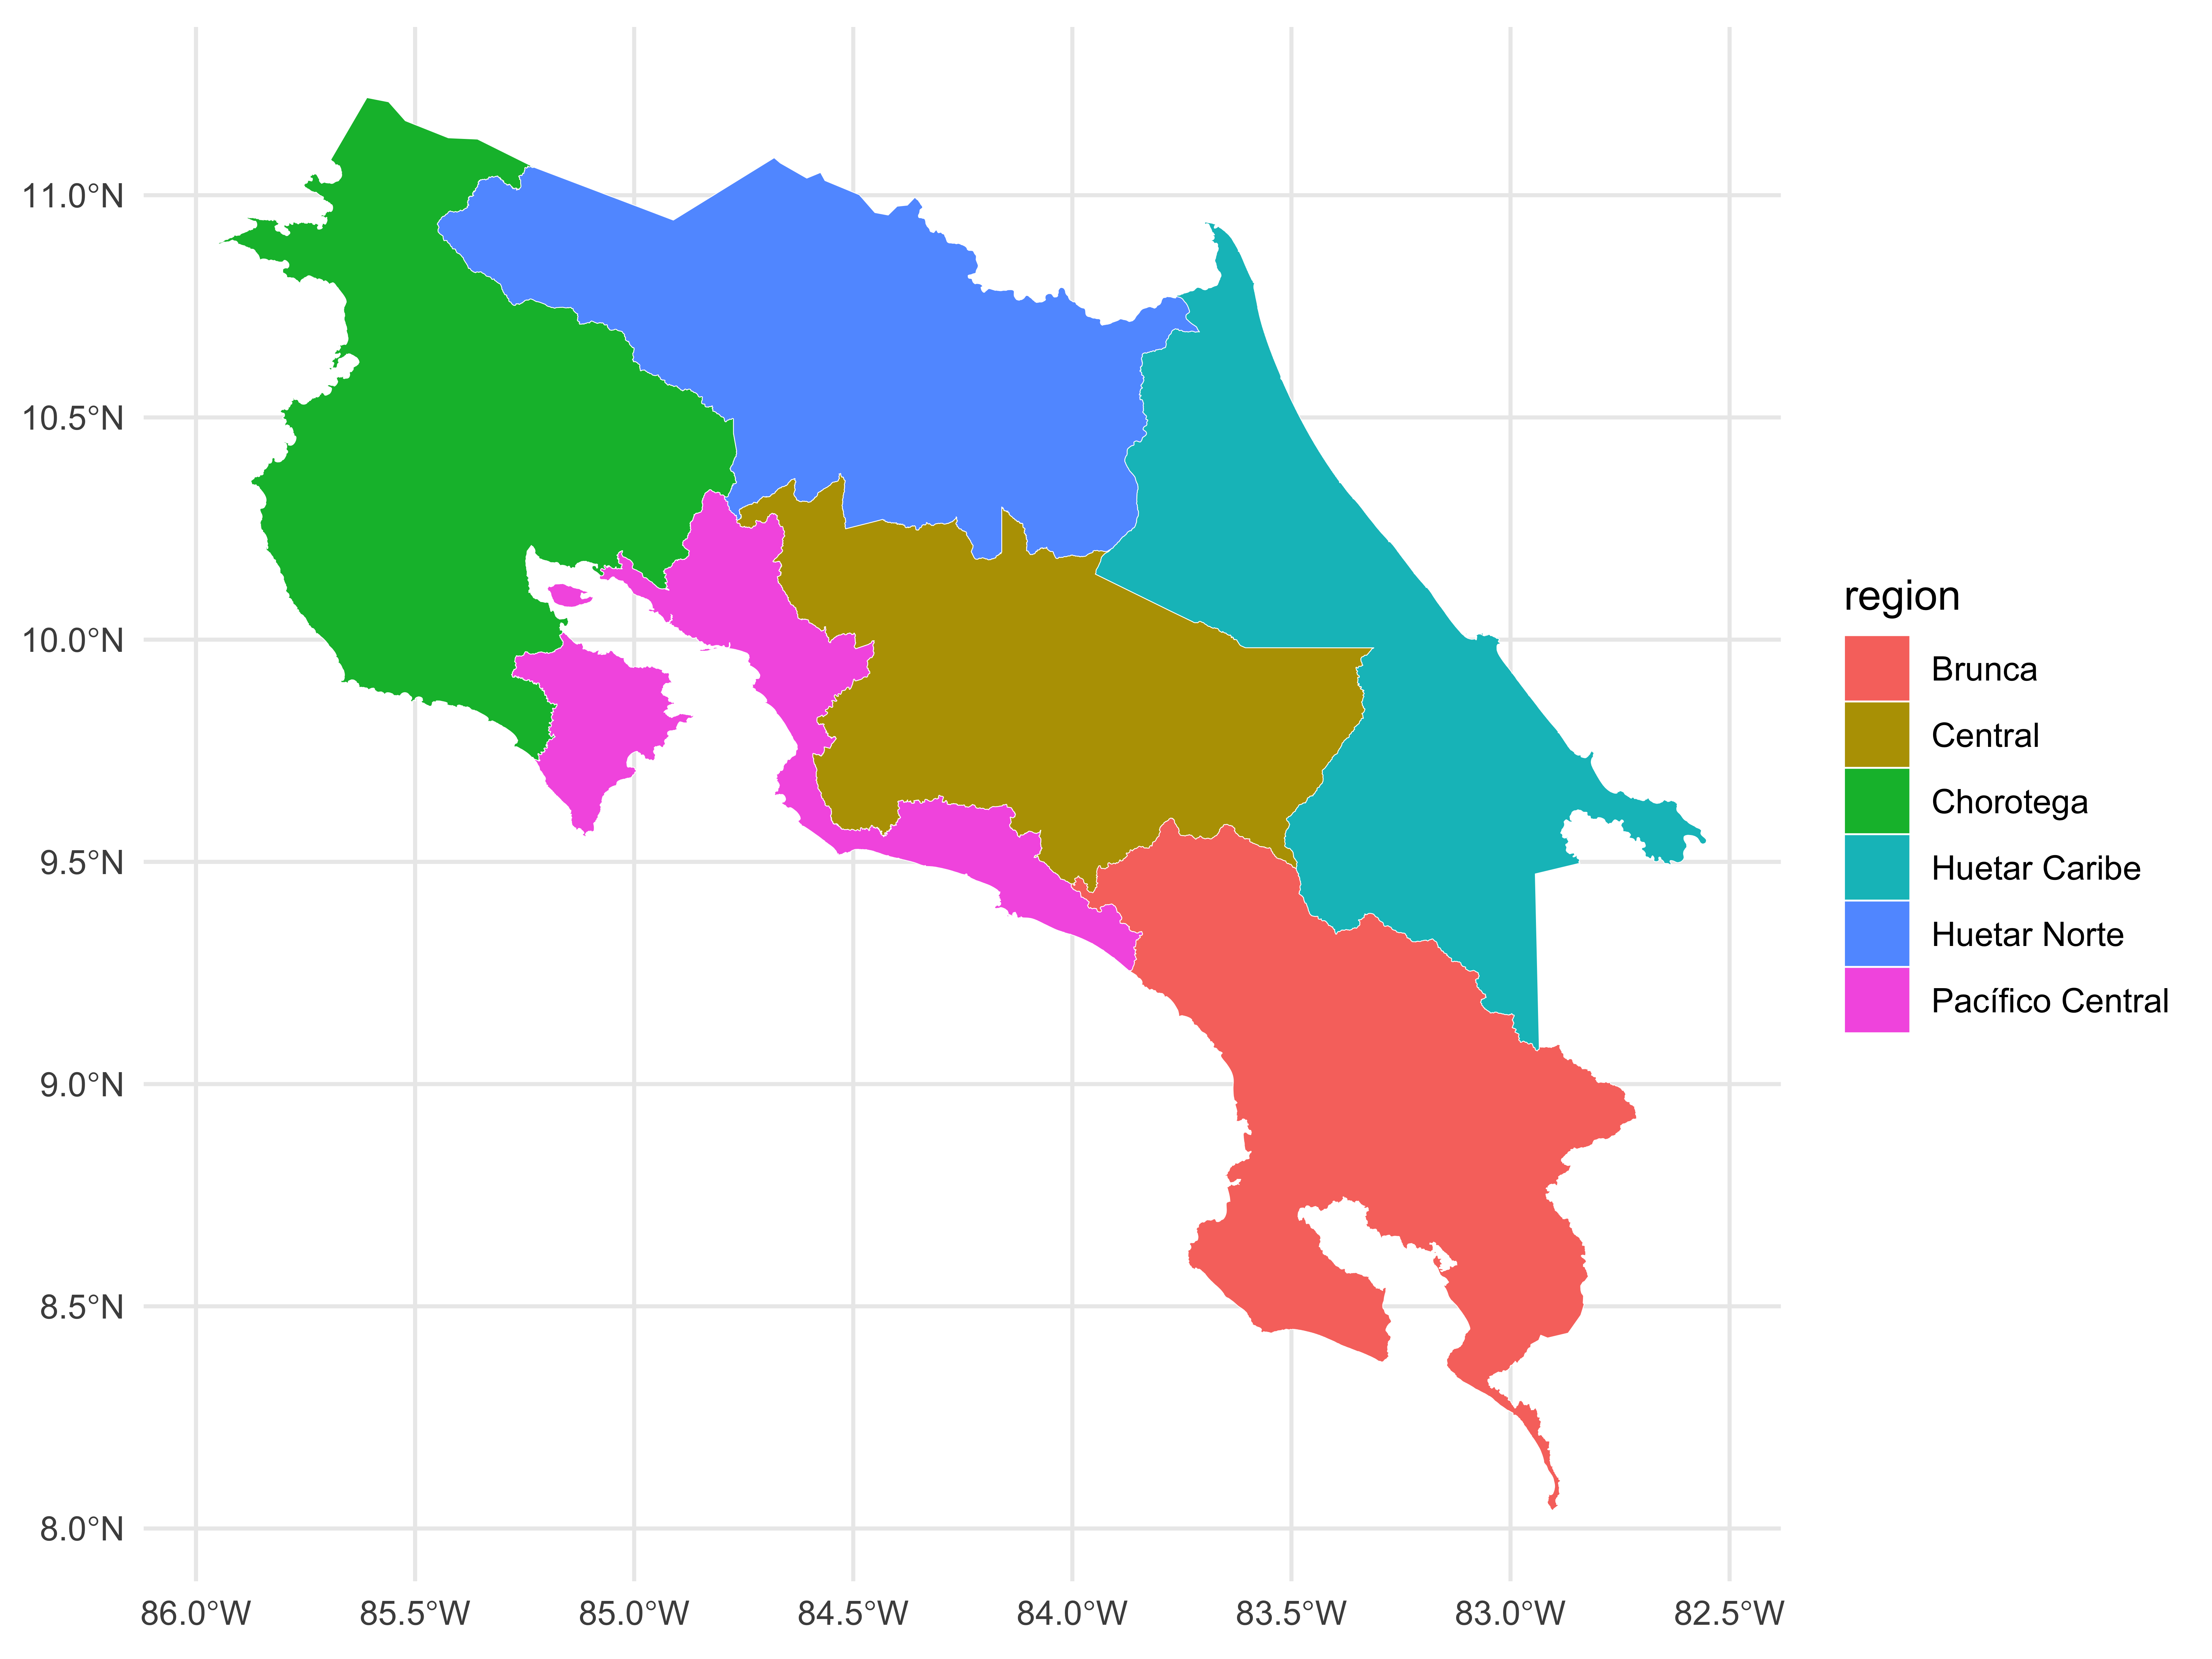 11.0°N
10.5°N
10.0°N
9.5°N
9.0°N
8.5°N
8.0°N
86.0°W 85.5°W 85.0°W 84.5°W 84.0°W 83.5°W 83.0°W 82.5°W
region
Brunca
Central
Chorotega
Huetar Caribe
Huetar Norte
Pacífico Central